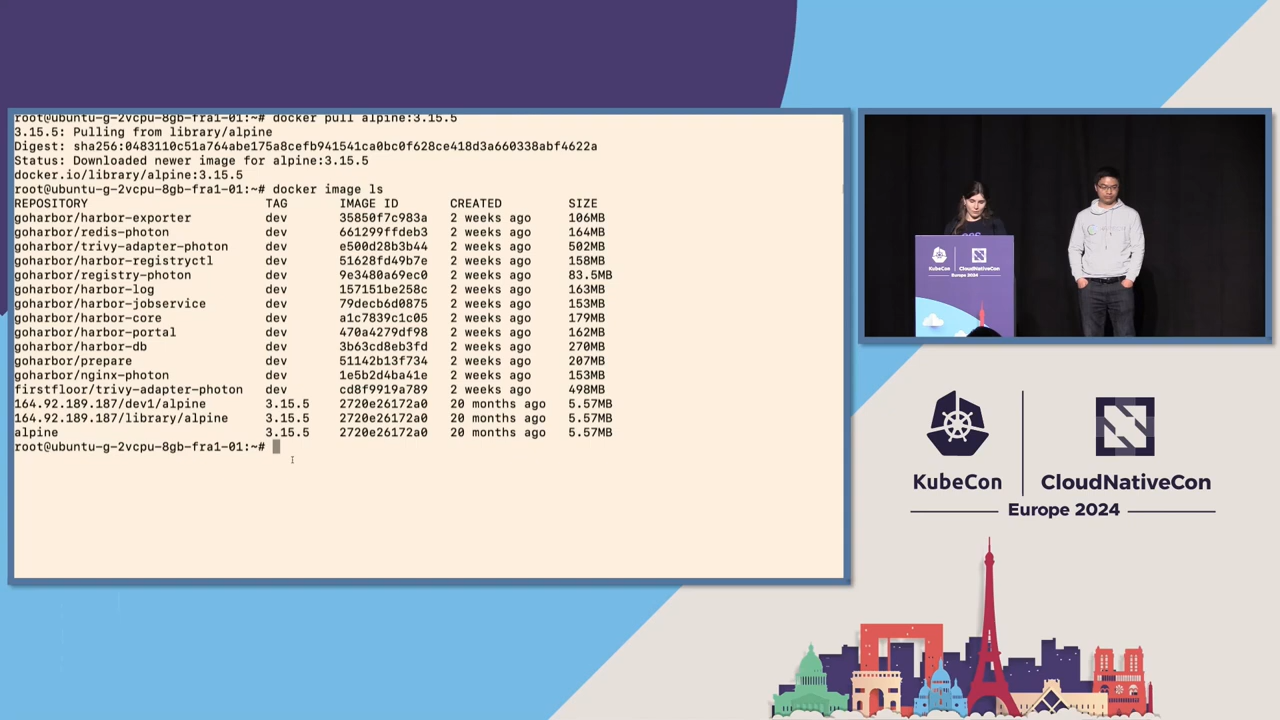 root@ubuntu-g-2vcpu-8gb-fra1-01:~# docker pull alpine:3.15.5
3.15.5: Pulling from library/alpine
Digest: sha256:0483110c51a764abe175a8cefb941541ca0bc0f628ce418d3a660338abf4622a
Status: Downloaded newer image for alpine:3.15.5
docker.io/library/alpine:3.15.5
root@ubuntu-g-2vcpu-8gb-fra1-01:~# docker image ls
REPOSITORY TAG IMAGE ID CREATED SIZE
goharbor/harbor-exporter dev 35850f7c983a 2 weeks ago 106MB
goharbor/redis-photon dev 661299ffdeb3 2 weeks ago 164MB
goharbor/trivy-adapter-photon dev e500d28b3b44 2 weeks ago 502MB
goharbor/harbor-registryctl dev 51628fd49b7e 2 weeks ago 158MB
goharbor/registry-photon dev 9e3480a69ec0 2 weeks ago 83.5MB
goharbor/harbor-log dev 157151be258c 2 weeks ago 163MB
goharbor/harbor-jobservice dev 79decb6d0875 2 weeks ago 153MB
goharbor/harbor-core dev a1c7839c1c05 2 weeks ago 179MB
goharbor/harbor-portal dev 470a4279df98 2 weeks ago 162MB
goharbor/harbor-db dev 3b63cd8eb3fd 2 weeks ago 270MB
goharbor/prepare dev 51142b13f734 2 weeks ago 207MB
goharbor/nginx-photon dev 1e5b2d4ba41e 2 weeks ago 153MB
firstfloor/trivy-adapter-photon dev cd8f9919a789 2 weeks ago 498MB
164.92.189.187/dev1/alpine 3.15.5 2720e26172a0 20 months ago 5.57MB
164.92.189.187/library/alpine 3.15.5 2720e26172a0 20 months ago 5.57MB
alpine 3.15.5 2720e26172a0 20 months ago 5.57MB
root@ubuntu-g-2vcpu-8gb-fra1-01:~#
KubeCon CloudNativeCon
Europe 2024
KubeCon CloudNativeCon
Europe 2024